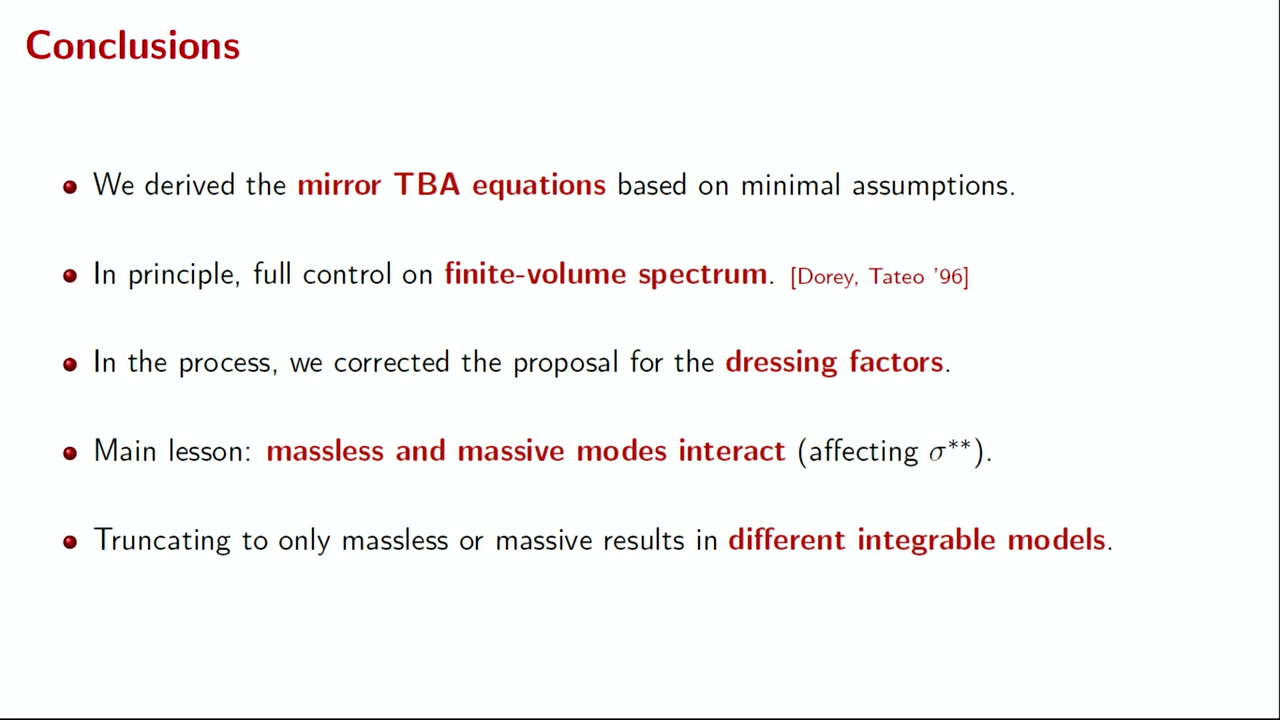 Conclusions
We derived the mirror TBA equations based on minimal assumptions.
In principle, full control on finite-volume spectrum. [Dorey, Tateo '96]
In the process, we corrected the proposal for the dressing factors.
Main lesson: massless and massive modes interact (affecting σ**).
Truncating to only massless or massive results in different integrable models.